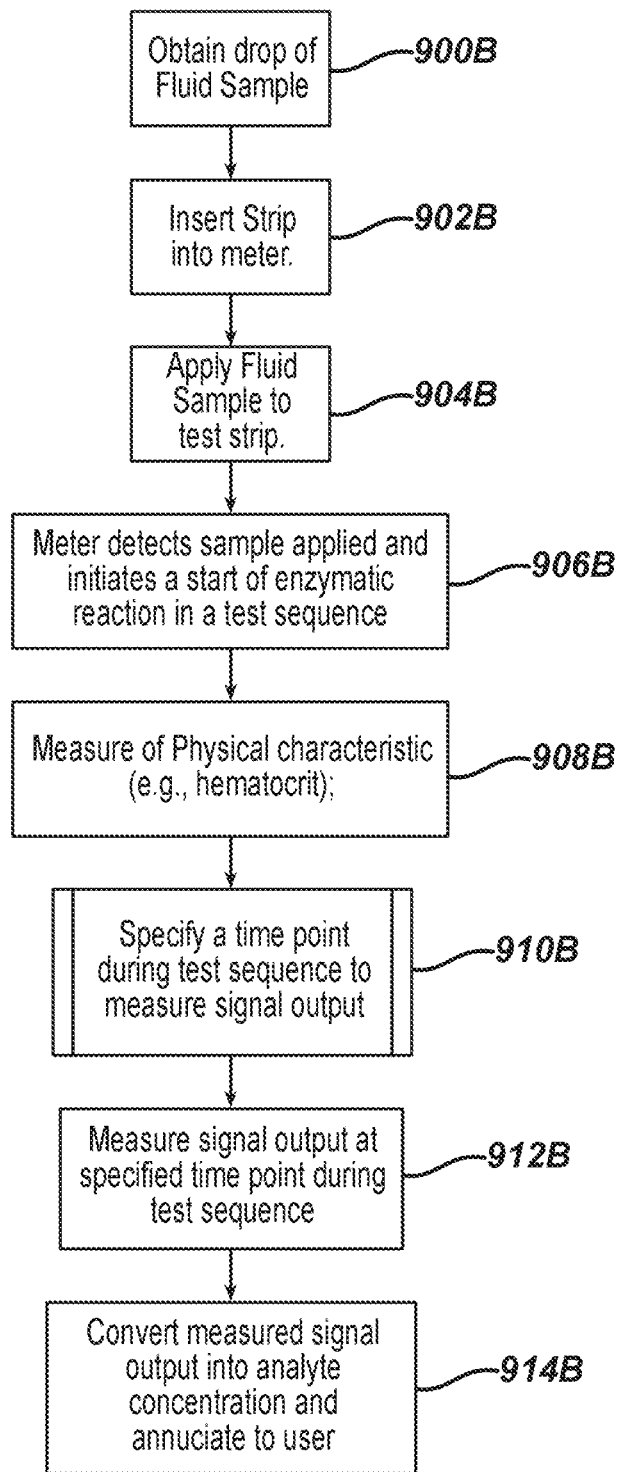 Obtain drop of
Fluid Sample
900B
Insert Strip
into meter.
902B
Apply Fluid
Sample to
test strip.
904B
Meter detects sample applied and
initiates a start of enzymatic
reaction in a test sequence
906B
Measure of Physical characteristic
(e.g., hematocrit);
908B
Specify a time point
during test sequence to
measure signal output
910B
Measure signal output at
specified time point during
test sequence
912B
Convert measured signal
output into analyte
concentration and
annuciate to user
914B